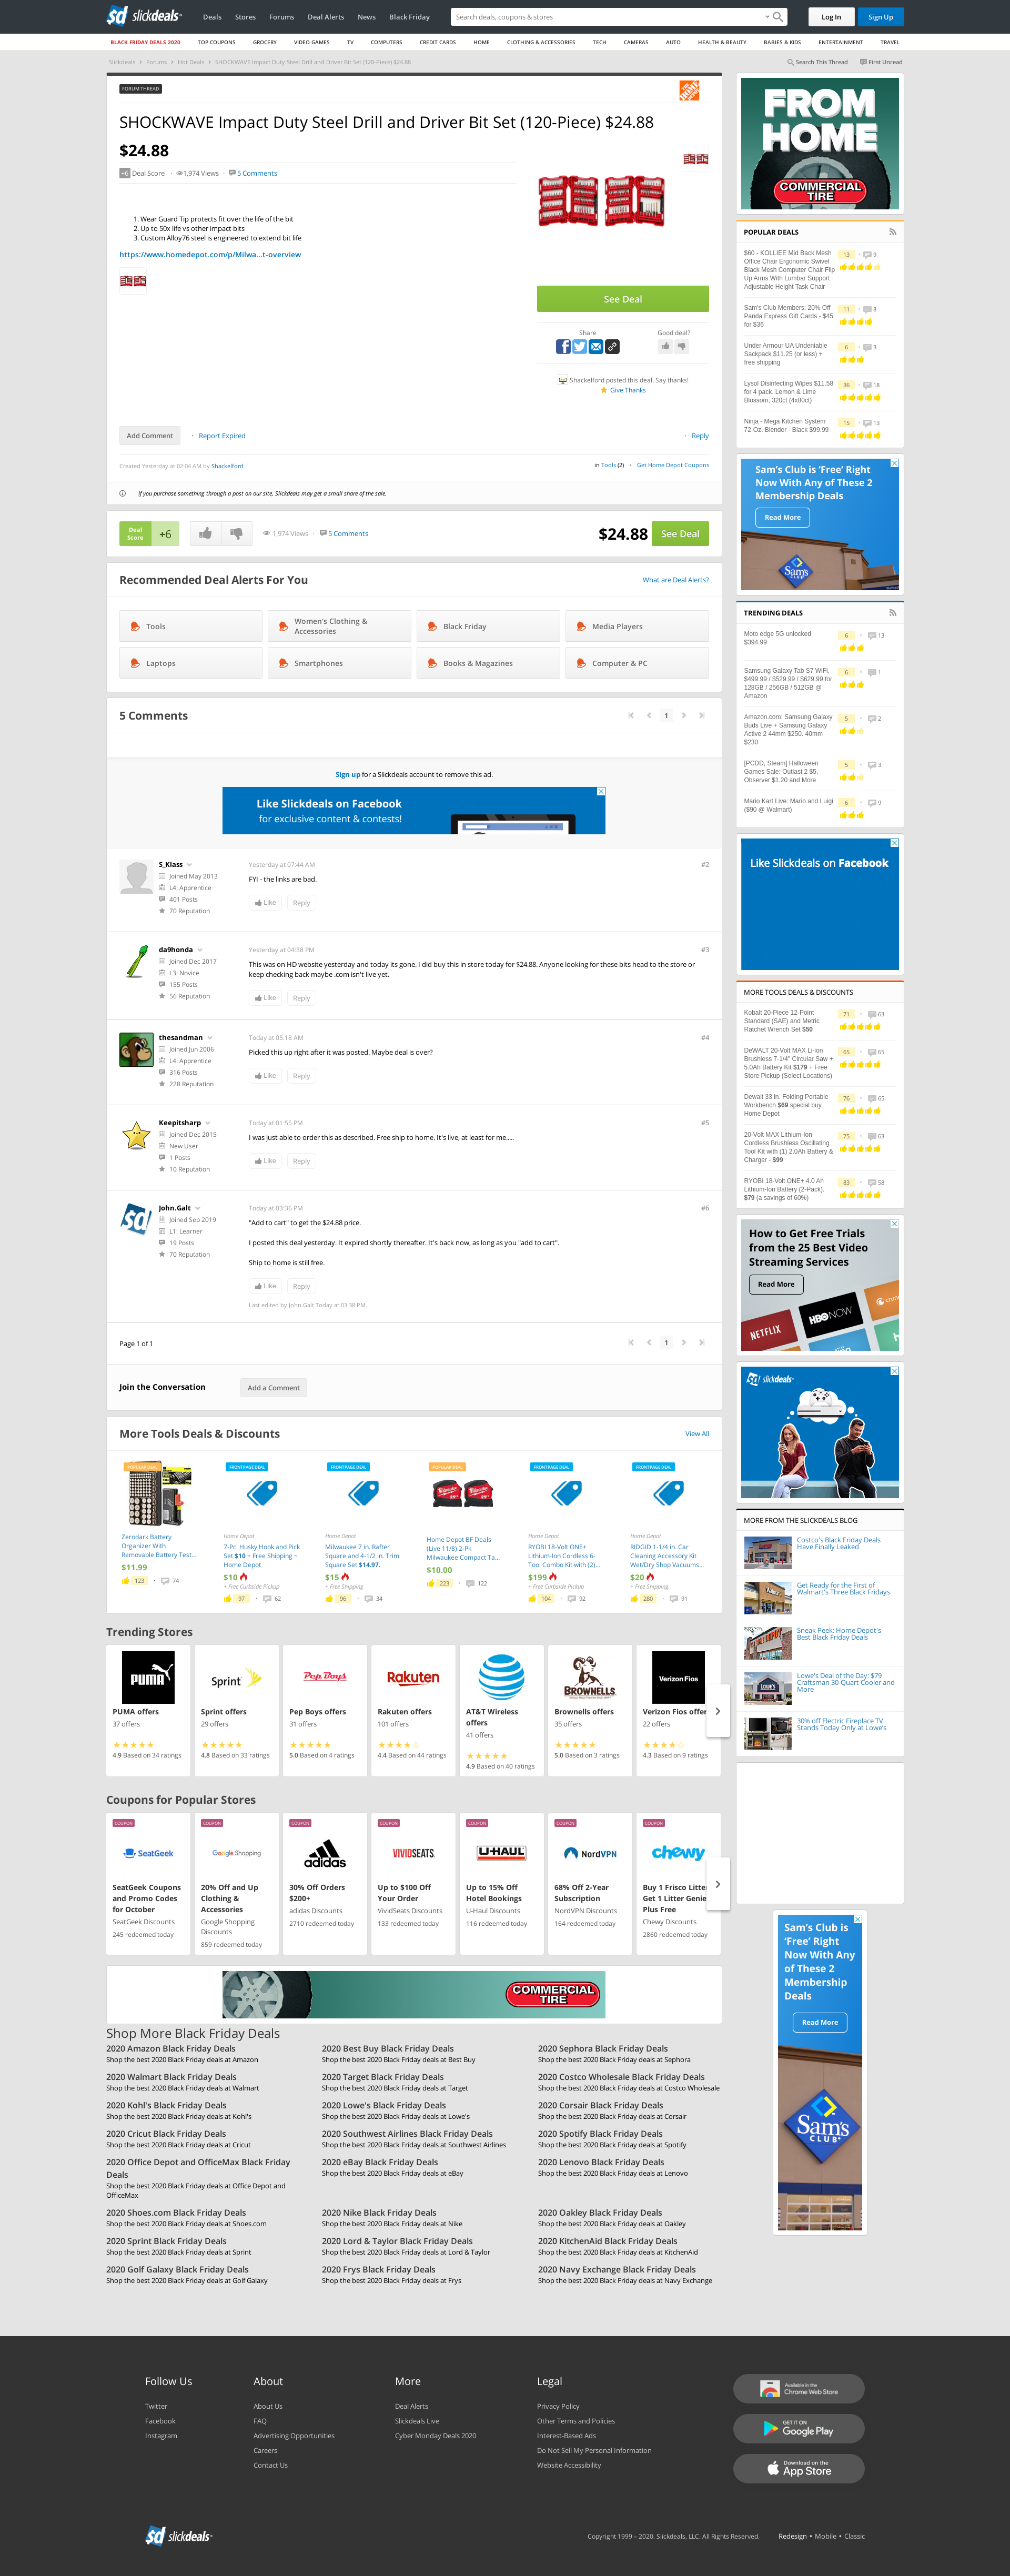 slickdeals
Deals
Stores
Forums
Deal Alerts
News
Black Friday
Search deals, coupons & stores
Log In
Sign Up
BLACK FRIDAY DEALS 2020
TOP COUPONS
GROCERY
VIDEO GAMES
TV
COMPUTERS
CREDIT CARDS
HOME
CLOTHING & ACCESSORIES
TECH
CAMERAS
AUTO
HEALTH & BEAUTY
BABIES & KIDS
ENTERTAINMENT
TRAVEL
Slickdeals › Forums › Hot Deals › SHOCKWAVE Impact Duty Steel Drill and Driver Bit Set (120-Piece) $24.88
Search This Thread
First Unread
FORUM THREAD
SHOCKWAVE Impact Duty Steel Drill and Driver Bit Set (120-Piece) $24.88
$24.88
+6 Deal Score · 1,974 Views · 5 Comments
1. Wear Guard Tip protects fit over the life of the bit
2. Up to 50x life vs other impact bits
3. Custom Alloy76 steel is engineered to extend bit life
https://www.homedepot.com/p/Milwa...t-overview
See Deal
Share
Good deal?
Shackelford posted this deal. Say thanks!
Give Thanks
Add Comment
· Report Expired
· Reply
Created Yesterday at 02:04 AM by Shackelford
in Tools (2) · Get Home Depot Coupons
If you purchase something through a post on our site, Slickdeals may get a small share of the sale.
Deal Score +6
1,974 Views · 5 Comments
$24.88 See Deal
Recommended Deal Alerts For You
What are Deal Alerts?
Tools
Women's Clothing & Accessories
Black Friday
Media Players
Laptops
Smartphones
Books & Magazines
Computer & PC
5 Comments
1
Sign up for a Slickdeals account to remove this ad.
Like Slickdeals on Facebook
for exclusive content & contests!
S_Klass
Joined May 2013
L4: Apprentice
401 Posts
70 Reputation
Yesterday at 07:44 AM
#2
FYI - the links are bad.
Like Reply
da9honda
Joined Dec 2017
L3: Novice
155 Posts
56 Reputation
Yesterday at 04:38 PM
#3
This was on HD website yesterday and today its gone. I did buy this in store today for $24.88. Anyone looking for these bits head to the store or
keep checking back maybe .com isn't live yet.
Like Reply
thesandman
Joined Jun 2006
L4: Apprentice
316 Posts
228 Reputation
Today at 05:18 AM
#4
Picked this up right after it was posted. Maybe deal is over?
Like Reply
Keepitsharp
Joined Dec 2015
New User
1 Posts
10 Reputation
Today at 01:55 PM
#5
I was just able to order this as described. Free ship to home. It's live, at least for me.....
Like Reply
John.Galt
Joined Sep 2019
L1: Learner
19 Posts
70 Reputation
Today at 03:36 PM
#6
"Add to cart" to get the $24.88 price.
I posted this deal yesterday. It expired shortly thereafter. It's back now, as long as you "add to cart".
Ship to home is still free.
Like Reply
Last edited by John.Galt Today at 03:38 PM.
Page 1 of 1
1
Join the Conversation
Add a Comment
More Tools Deals & Discounts
View All
POPULAR DEAL
Zerodark Battery
Organizer With
Removable Battery Test...
$11.99
123 · 74
FRONTPAGE DEAL
Home Depot
7-Pc. Husky Hook and Pick
Set $10 + Free Shipping ~
Home Depot
$10
+ Free Curbside Pickup
97 · 62
FRONTPAGE DEAL
Home Depot
Milwaukee 7 in. Rafter
Square and 4-1/2 in. Trim
Square Set $14.97,
$15
+ Free Shipping
96 · 34
POPULAR DEAL
Home Depot BF Deals
(Live 11/8) 2-Pk
Milwaukee Compact Ta...
$10.00
223 · 122
FRONTPAGE DEAL
Home Depot
RYOBI 18-Volt ONE+
Lithium-Ion Cordless 6-
Tool Combo Kit with (2)...
$199
+ Free Curbside Pickup
104 · 92
FRONTPAGE DEAL
Home Depot
RIDGID 1-1/4 in. Car
Cleaning Accessory Kit
Wet/Dry Shop Vacuums...
$20
+ Free Shipping
280 · 91
Trending Stores
PUMA
PUMA offers
37 offers
4.9 Based on 34 ratings
Sprint
Sprint offers
29 offers
4.8 Based on 33 ratings
Pep Boys
Pep Boys offers
31 offers
5.0 Based on 4 ratings
Rakuten
Rakuten offers
101 offers
4.4 Based on 44 ratings
AT&T
AT&T Wireless offers
41 offers
4.9 Based on 40 ratings
BROWNELLS
Brownells offers
35 offers
5.0 Based on 3 ratings
Verizon Fios
Verizon Fios offers
22 offers
4.3 Based on 9 ratings
Coupons for Popular Stores
COUPON
SeatGeek
SeatGeek Coupons
and Promo Codes
for October
SeatGeek Discounts
245 redeemed today
COUPON
Google Shopping
20% Off and Up
Clothing &
Accessories
Google Shopping
Discounts
859 redeemed today
COUPON
adidas
30% Off Orders
$200+
adidas Discounts
2710 redeemed today
COUPON
VIVIDSEATS
Up to $100 Off
Your Order
VividSeats Discounts
133 redeemed today
COUPON
U-HAUL
Up to 15% Off
Hotel Bookings
U-Haul Discounts
116 redeemed today
COUPON
NordVPN
68% Off 2-Year
Subscription
NordVPN Discounts
164 redeemed today
COUPON
chewy
Buy 1 Frisco Litter
Get 1 Litter Genie
Plus Free
Chewy Discounts
2860 redeemed today
COMMERCIAL TIRE
Shop More Black Friday Deals
2020 Amazon Black Friday Deals
Shop the best 2020 Black Friday deals at Amazon
2020 Best Buy Black Friday Deals
Shop the best 2020 Black Friday deals at Best Buy
2020 Sephora Black Friday Deals
Shop the best 2020 Black Friday deals at Sephora
2020 Walmart Black Friday Deals
Shop the best 2020 Black Friday deals at Walmart
2020 Target Black Friday Deals
Shop the best 2020 Black Friday deals at Target
2020 Costco Wholesale Black Friday Deals
Shop the best 2020 Black Friday deals at Costco Wholesale
2020 Kohl's Black Friday Deals
Shop the best 2020 Black Friday deals at Kohl's
2020 Lowe's Black Friday Deals
Shop the best 2020 Black Friday deals at Lowe's
2020 Corsair Black Friday Deals
Shop the best 2020 Black Friday deals at Corsair
2020 Cricut Black Friday Deals
Shop the best 2020 Black Friday deals at Cricut
2020 Southwest Airlines Black Friday Deals
Shop the best 2020 Black Friday deals at Southwest Airlines
2020 Spotify Black Friday Deals
Shop the best 2020 Black Friday deals at Spotify
2020 Office Depot and OfficeMax Black Friday
Deals
Shop the best 2020 Black Friday deals at Office Depot and
OfficeMax
2020 eBay Black Friday Deals
Shop the best 2020 Black Friday deals at eBay
2020 Lenovo Black Friday Deals
Shop the best 2020 Black Friday deals at Lenovo
2020 Shoes.com Black Friday Deals
Shop the best 2020 Black Friday deals at Shoes.com
2020 Nike Black Friday Deals
Shop the best 2020 Black Friday deals at Nike
2020 Oakley Black Friday Deals
Shop the best 2020 Black Friday deals at Oakley
2020 Sprint Black Friday Deals
Shop the best 2020 Black Friday deals at Sprint
2020 Lord & Taylor Black Friday Deals
Shop the best 2020 Black Friday deals at Lord & Taylor
2020 KitchenAid Black Friday Deals
Shop the best 2020 Black Friday deals at KitchenAid
2020 Golf Galaxy Black Friday Deals
Shop the best 2020 Black Friday deals at Golf Galaxy
2020 Frys Black Friday Deals
Shop the best 2020 Black Friday deals at Frys
2020 Navy Exchange Black Friday Deals
Shop the best 2020 Black Friday deals at Navy Exchange
FROM
HOME
COMMERCIAL
TIRE
POPULAR DEALS
$60 - KOLLIEE Mid Back Mesh
Office Chair Ergonomic Swivel
Black Mesh Computer Chair Flip
Up Arms With Lumbar Support
Adjustable Height Task Chair
13 · 9
Sam's Club Members: 20% Off
Panda Express Gift Cards - $45
for $36
11 · 8
Under Armour UA Undeniable
Sackpack $11.25 (or less) +
free shipping
6 · 3
Lysol Disinfecting Wipes $11.58
for 4 pack. Lemon & Lime
Blossom, 320ct (4x80ct)
36 · 18
Ninja - Mega Kitchen System
72-Oz. Blender - Black $99.99
15 · 13
Sam's Club is 'Free' Right
Now With Any of These 2
Membership Deals
Read More
Sam's
TRENDING DEALS
Moto edge 5G unlocked
$394.99
6 · 13
Samsung Galaxy Tab S7 WiFi,
$499.99 / $529.99 / $629.99 for
128GB / 256GB / 512GB @
Amazon
6 · 1
Amazon.com: Samsung Galaxy
Buds Live + Samsung Galaxy
Active 2 44mm $250. 40mm
$230
5 · 2
[PCDD, Steam] Halloween
Games Sale: Outlast 2 $5,
Observer $1.20 and More
5 · 3
Mario Kart Live: Mario and Luigi
($90 @ Walmart)
6 · 9
Like Slickdeals on Facebook
MORE TOOLS DEALS & DISCOUNTS
Kobalt 20-Piece 12-Point
Standard (SAE) and Metric
Ratchet Wrench Set $50
71 · 63
DeWALT 20-Volt MAX Li-ion
Brushless 7-1/4" Circular Saw +
5.0Ah Battery Kit $179 + Free
Store Pickup (Select Locations)
65 · 65
Dewalt 33 in. Folding Portable
Workbench $69 special buy
Home Depot
76 · 65
20-Volt MAX Lithium-Ion
Cordless Brushless Oscillating
Tool Kit with (1) 2.0Ah Battery &
Charger - $99
75 · 63
RYOBI 18-Volt ONE+ 4.0 Ah
Lithium-Ion Battery (2-Pack).
$79 (a savings of 60%)
83 · 58
How to Get Free Trials
from the 25 Best Video
Streaming Services
Read More
NETFLIX
HBO NOW
slickdeals
MORE FROM THE SLICKDEALS BLOG
Costco's Black Friday Deals
Have Finally Leaked
Get Ready for the First of
Walmart's Three Black Fridays
Sneak Peek: Home Depot's
Best Black Friday Deals
Lowe's Deal of the Day: $79
Craftsman 30-Quart Cooler and
More
30% off Electric Fireplace TV
Stands Today Only at Lowe's
Sam's Club is
'Free' Right
Now With Any
of These 2
Membership
Deals
Read More
Sam's
CLUB
Follow Us
Twitter
Facebook
Instagram
About
About Us
FAQ
Advertising Opportunities
Careers
Contact Us
More
Deal Alerts
Slickdeals Live
Cyber Monday Deals 2020
Legal
Privacy Policy
Other Terms and Policies
Interest-Based Ads
Do Not Sell My Personal Information
Website Accessibility
Available in the
Chrome Web Store
GET IT ON
Google Play
Download on the
App Store
slickdeals
Copyright 1999 – 2020. Slickdeals, LLC. All Rights Reserved.
Redesign • Mobile • Classic